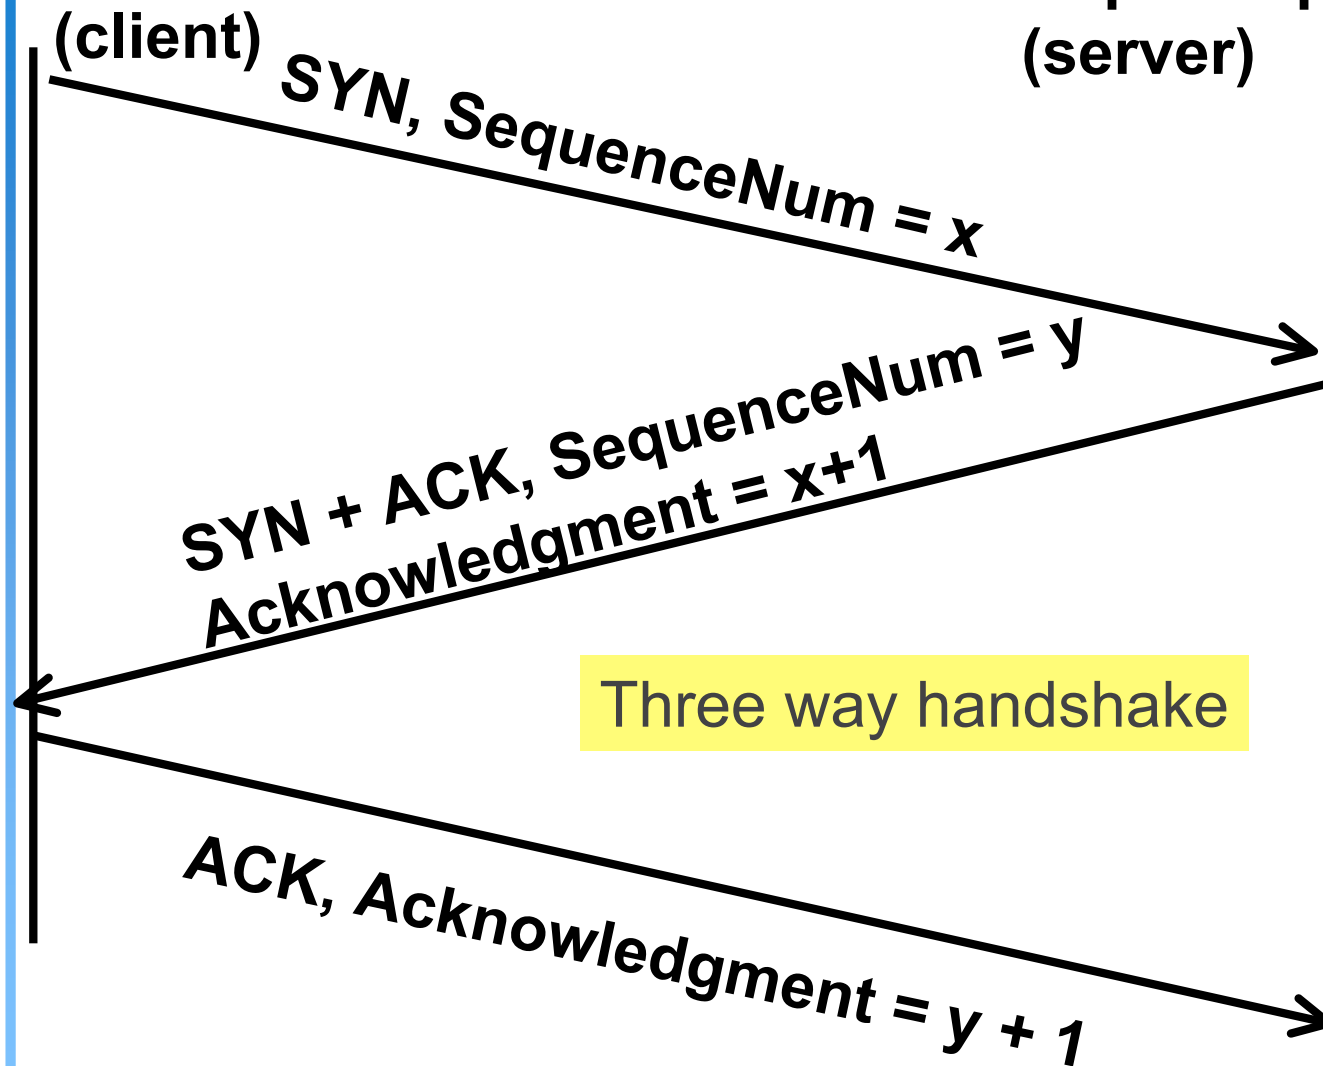 (client)
(server)
SYN, SequenceNum = x
SYN + ACK, SequenceNum = y
Acknowledgment = x+1
Three way handshake
ACK, Acknowledgment = y + 1